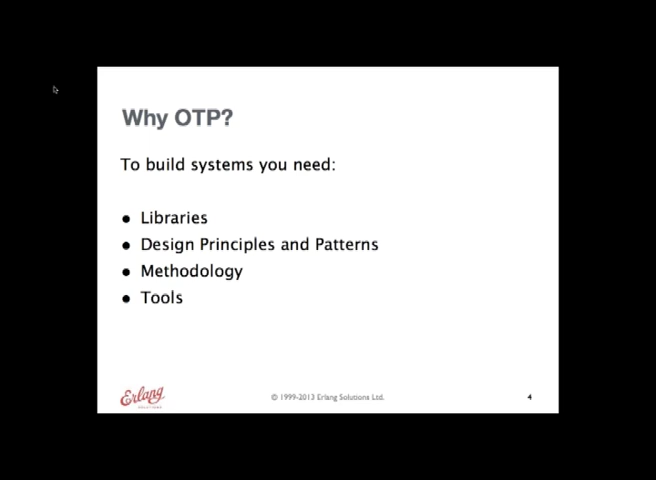 Why OTP?
To build systems you need:
● Libraries
● Design Principles and Patterns
● Methodology
● Tools
Erlang
SOLUTIONS
© 1999-2013 Erlang Solutions Ltd.
4